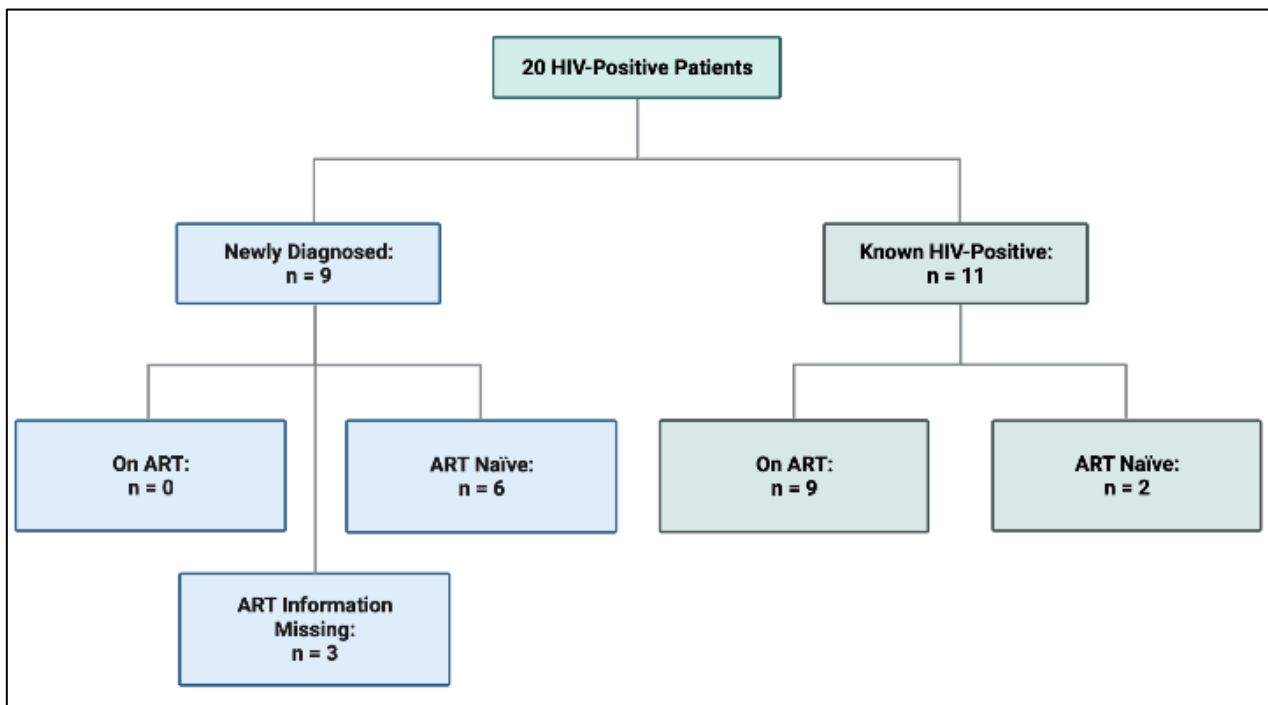 20 HIV-Positive Patients
Newly Diagnosed:
n = 9
Known HIV-Positive:
n = 11
On ART:
n = 0
ART Naïve:
n = 6
On ART:
n = 9
ART Naïve:
n = 2
ART Information
Missing:
n = 3